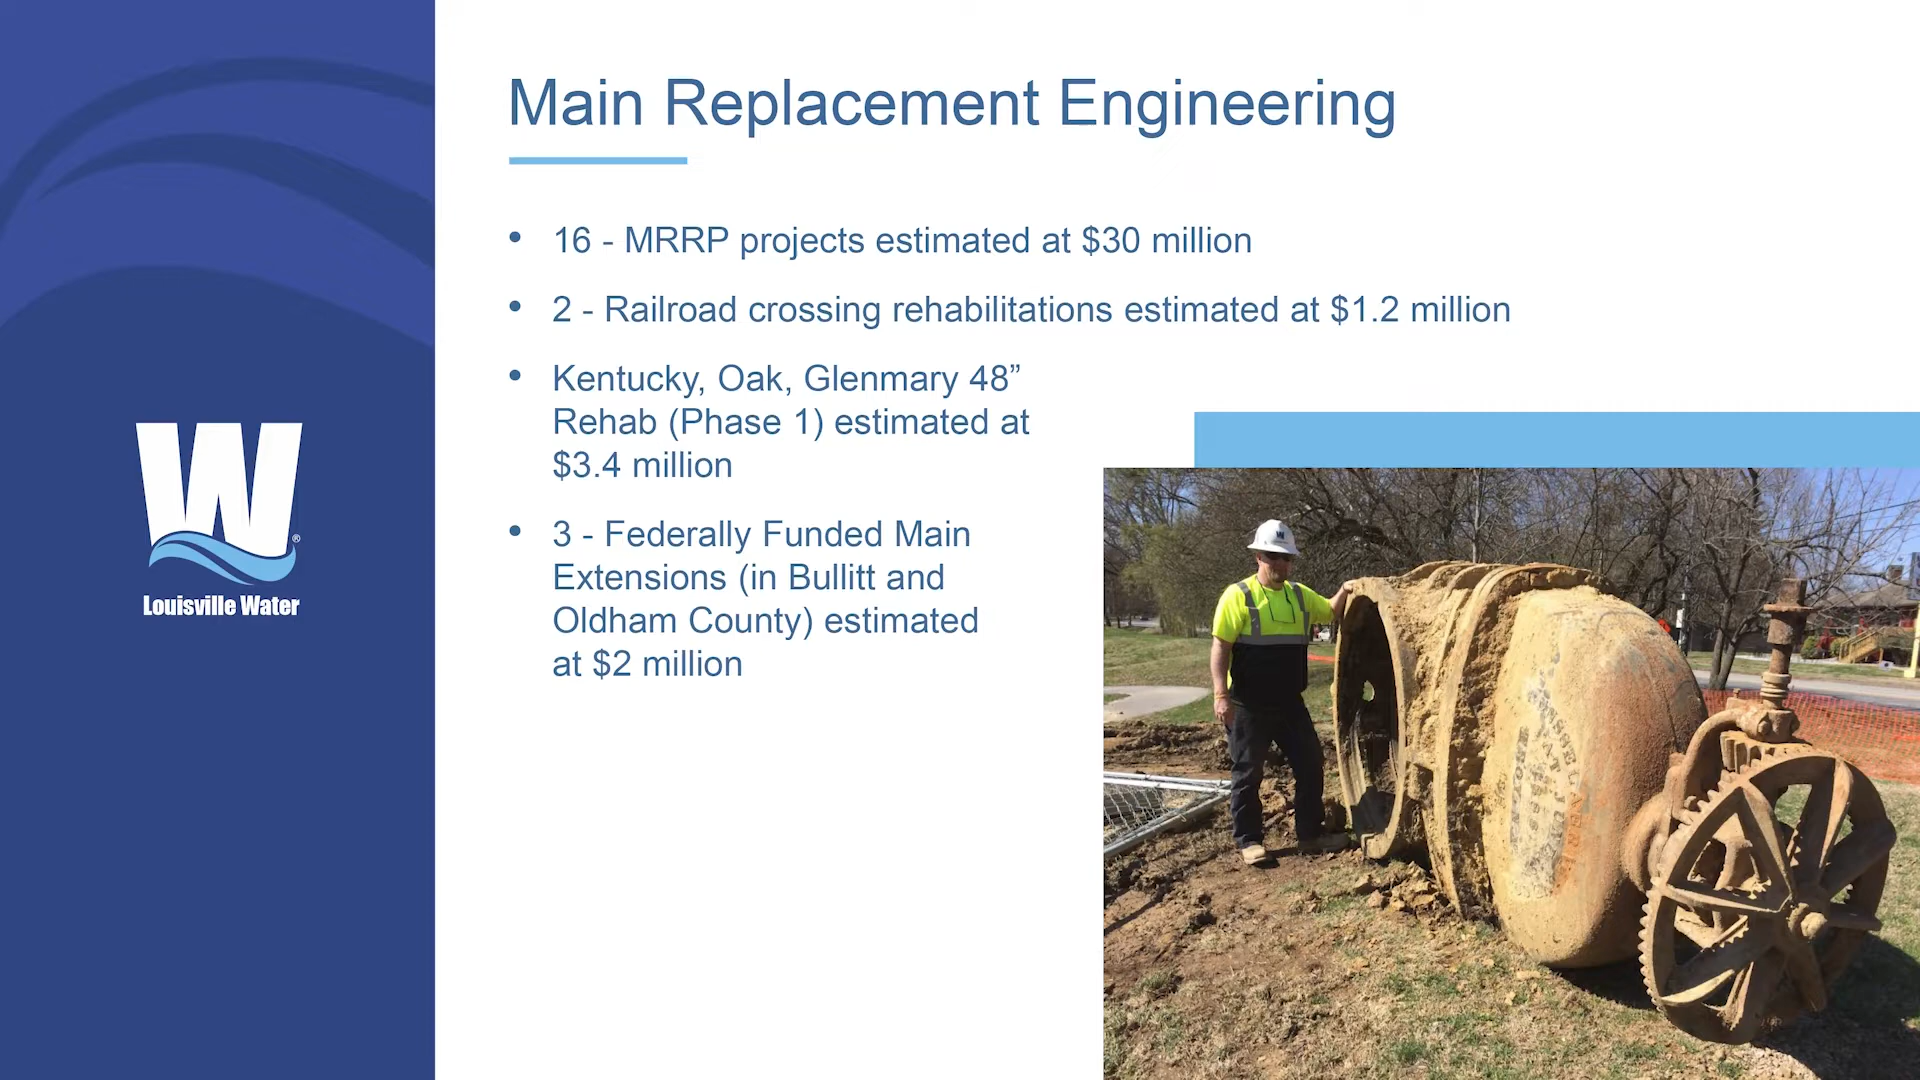 Main Replacement Engineering
• 16 - MRRP projects estimated at $30 million
• 2 - Railroad crossing rehabilitations estimated at $1.2 million
• Kentucky, Oak, Glenmary 48”
Rehab (Phase 1) estimated at
$3.4 million
• 3 - Federally Funded Main
Extensions (in Bullitt and
Oldham County) estimated
at $2 million
W®
Louisville Water